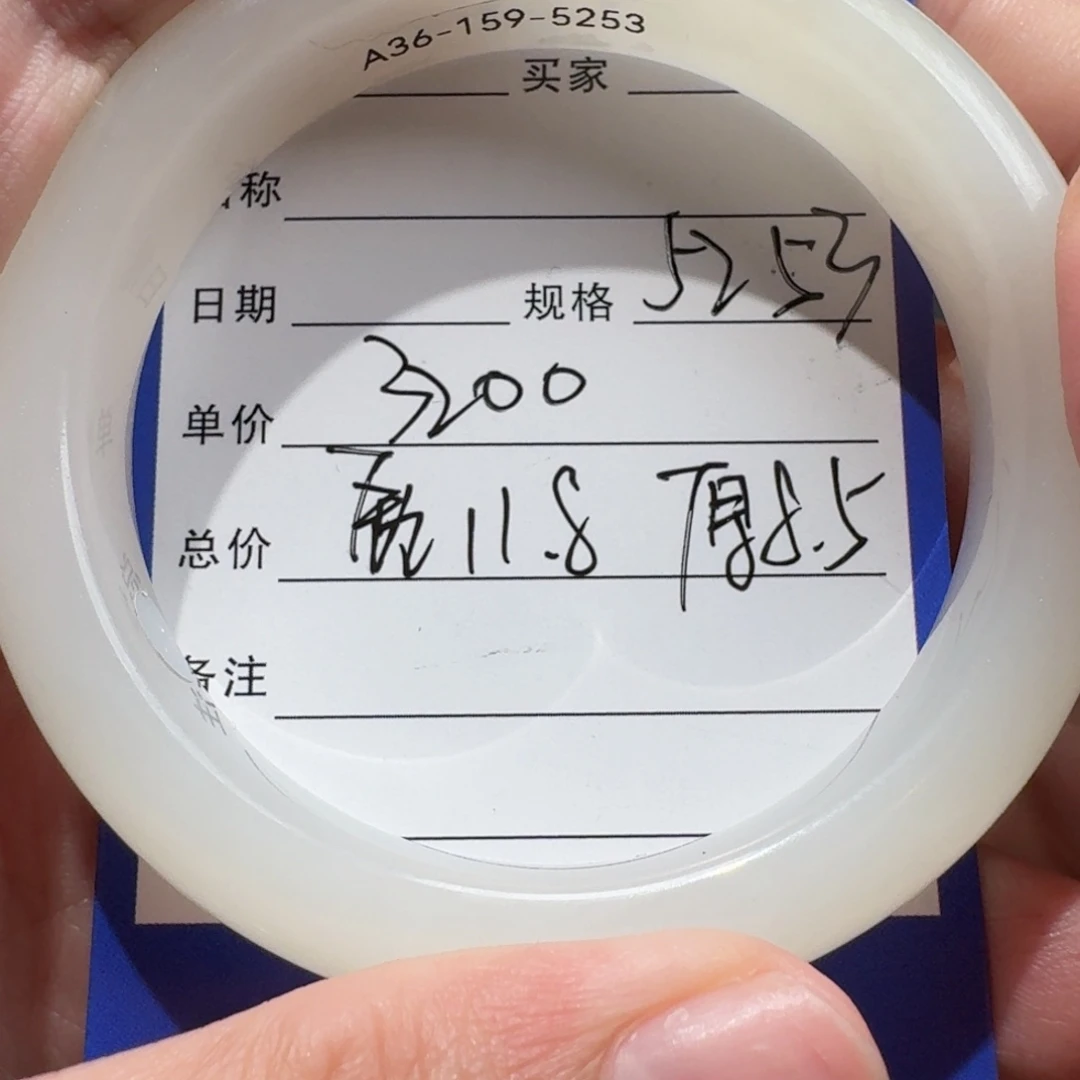 A36-159-5253
买家
称
日期 规格 5253
单价 3200
总价 宽11.8 厚8.5
备注